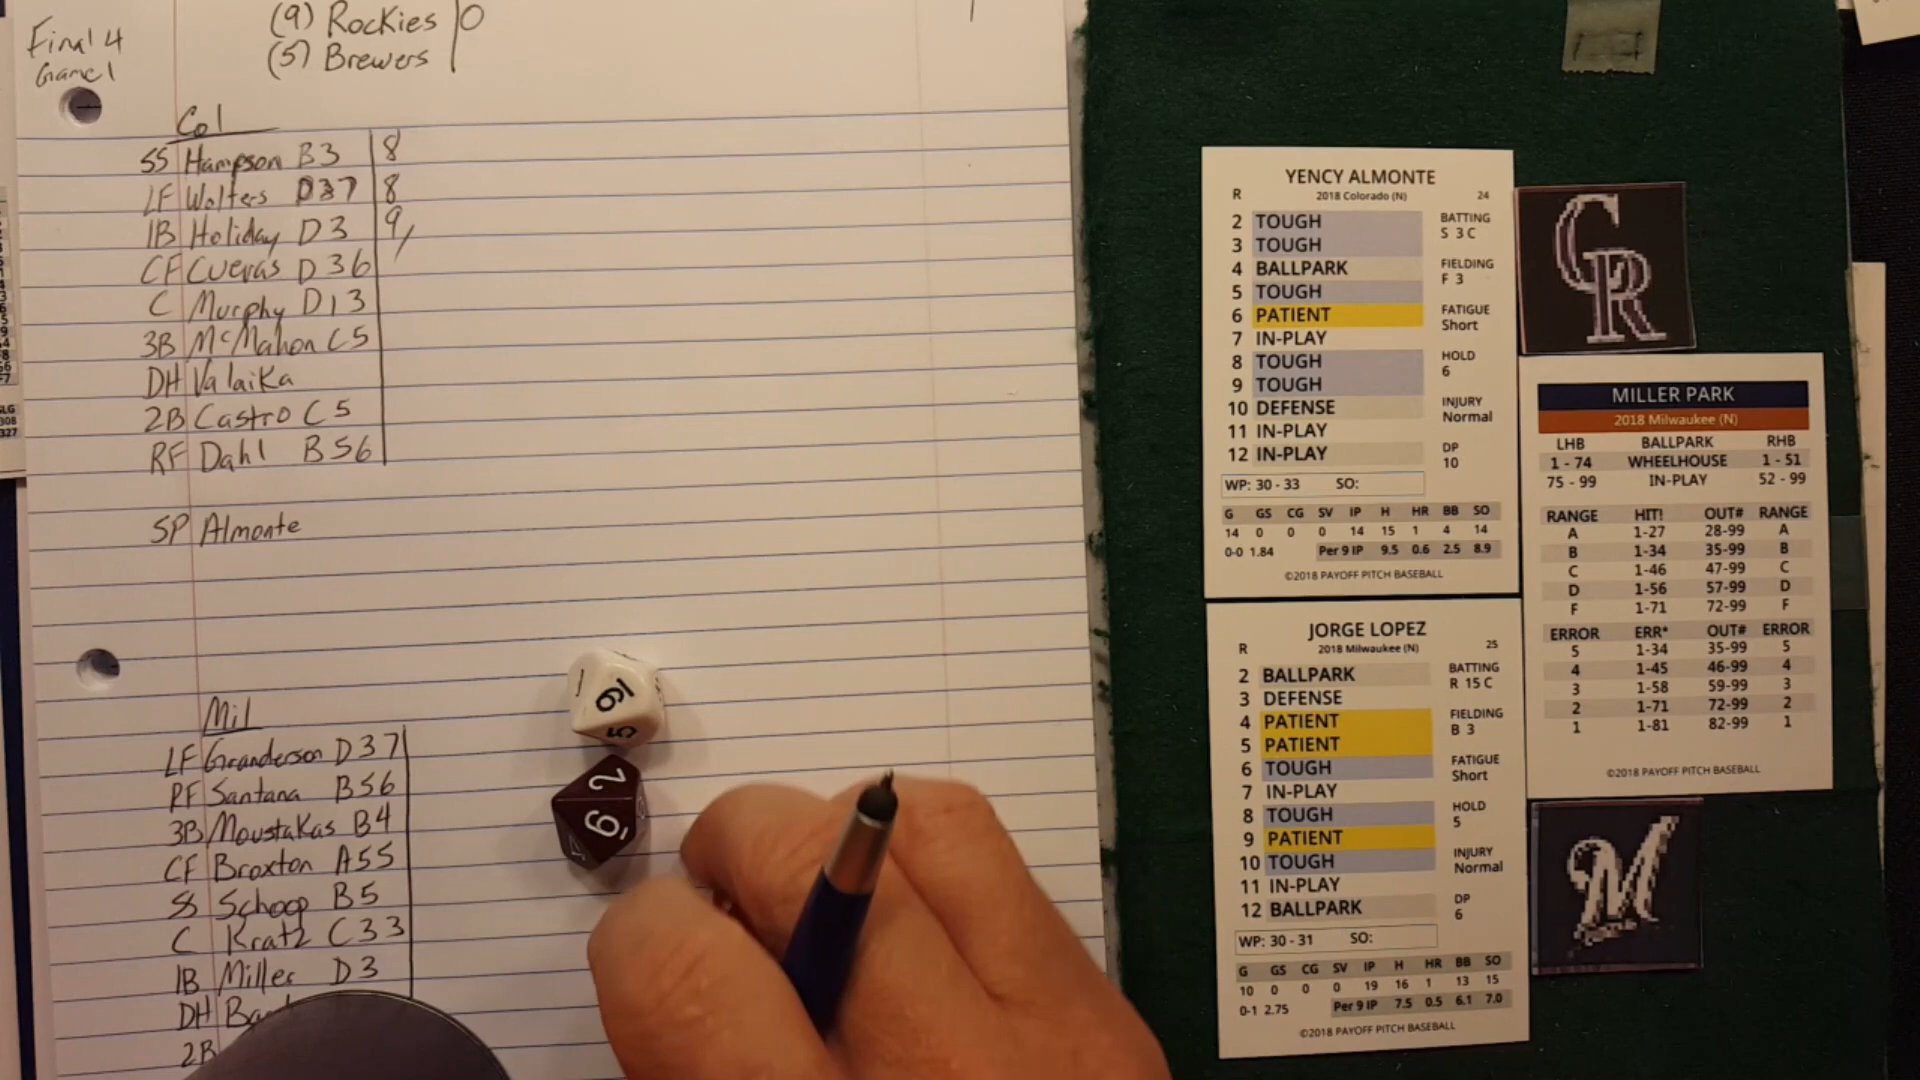 Final 4
Game 1
(9) Rockies | 0
(5) Brewers |
Col
SS Hampson B3 | 8
LF Wolters D37 | 8
1B Holiday D3 | 9,
CF Cuevas D36
C Murphy D13
3B McMahon C5
DH Valaika
2B Castro C5
RF Dahl B56
SP Almonte
Mil
LF Granderson D37
RF Santana B56
3B Moustakas B4
CF Broxton A55
SS Schoop B5
C Kratz C33
1B Miller D3
DH
2B
16
5
2
19
4
YENCY ALMONTE
R 2018 Colorado (N) 24
2 TOUGH
3 TOUGH
4 BALLPARK
5 TOUGH
6 PATIENT
7 IN-PLAY
8 TOUGH
9 TOUGH
10 DEFENSE
11 IN-PLAY
12 IN-PLAY
BATTING
S 3 C
FIELDING
F 3
FATIGUE
Short
HOLD
6
INJURY
Normal
DP
10
WP: 30 - 33 SO:
G GS CG SV IP H HR BB SO
14 0 0 0 14 15 1 4 14
0-0 1.84 Per 9 IP 9.5 0.6 2.5 8.9
©2018 PAYOFF PITCH BASEBALL
CR
MILLER PARK
2018 Milwaukee (N)
LHB BALLPARK RHB
1 - 74 WHEELHOUSE 1 - 51
75 - 99 IN-PLAY 52 - 99
RANGE HIT! OUT# RANGE
A 1-27 28-99 A
B 1-34 35-99 B
C 1-46 47-99 C
D 1-56 57-99 D
F 1-71 72-99 F
ERROR ERR* OUT# ERROR
5 1-34 35-99 5
4 1-45 46-99 4
3 1-58 59-99 3
2 1-71 72-99 2
1 1-81 82-99 1
©2018 PAYOFF PITCH BASEBALL
JORGE LOPEZ
R 2018 Milwaukee (N) 25
2 BALLPARK
3 DEFENSE
4 PATIENT
5 PATIENT
6 TOUGH
7 IN-PLAY
8 TOUGH
9 PATIENT
10 TOUGH
11 IN-PLAY
12 BALLPARK
BATTING
R 15 C
FIELDING
B 3
FATIGUE
Short
HOLD
5
INJURY
Normal
DP
6
WP: 30 - 31 SO:
G GS CG SV IP H HR BB SO
10 0 0 0 19 16 1 13 15
0-1 2.75 Per 9 IP 7.5 0.5 6.1 7.0
©2018 PAYOFF PITCH BASEBALL
M